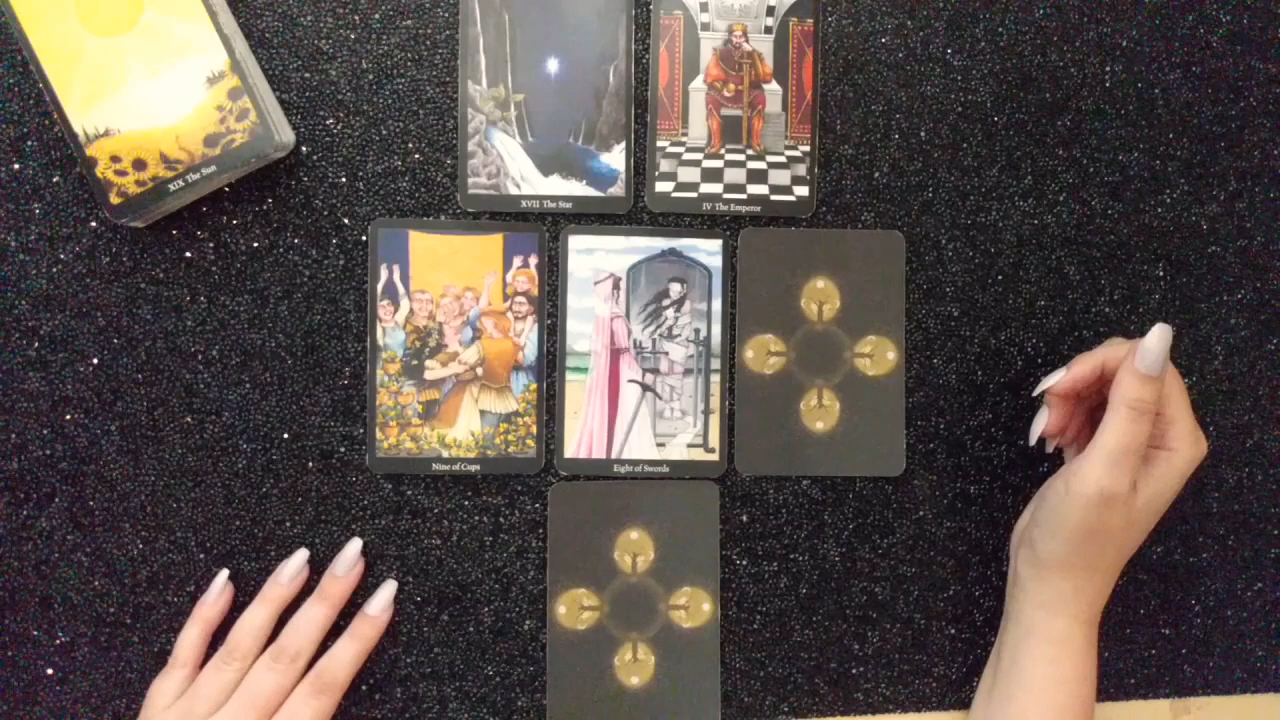 XIX The Sun
XVII The Star
IV The Emperor
Nine of Cups
Eight of Swords